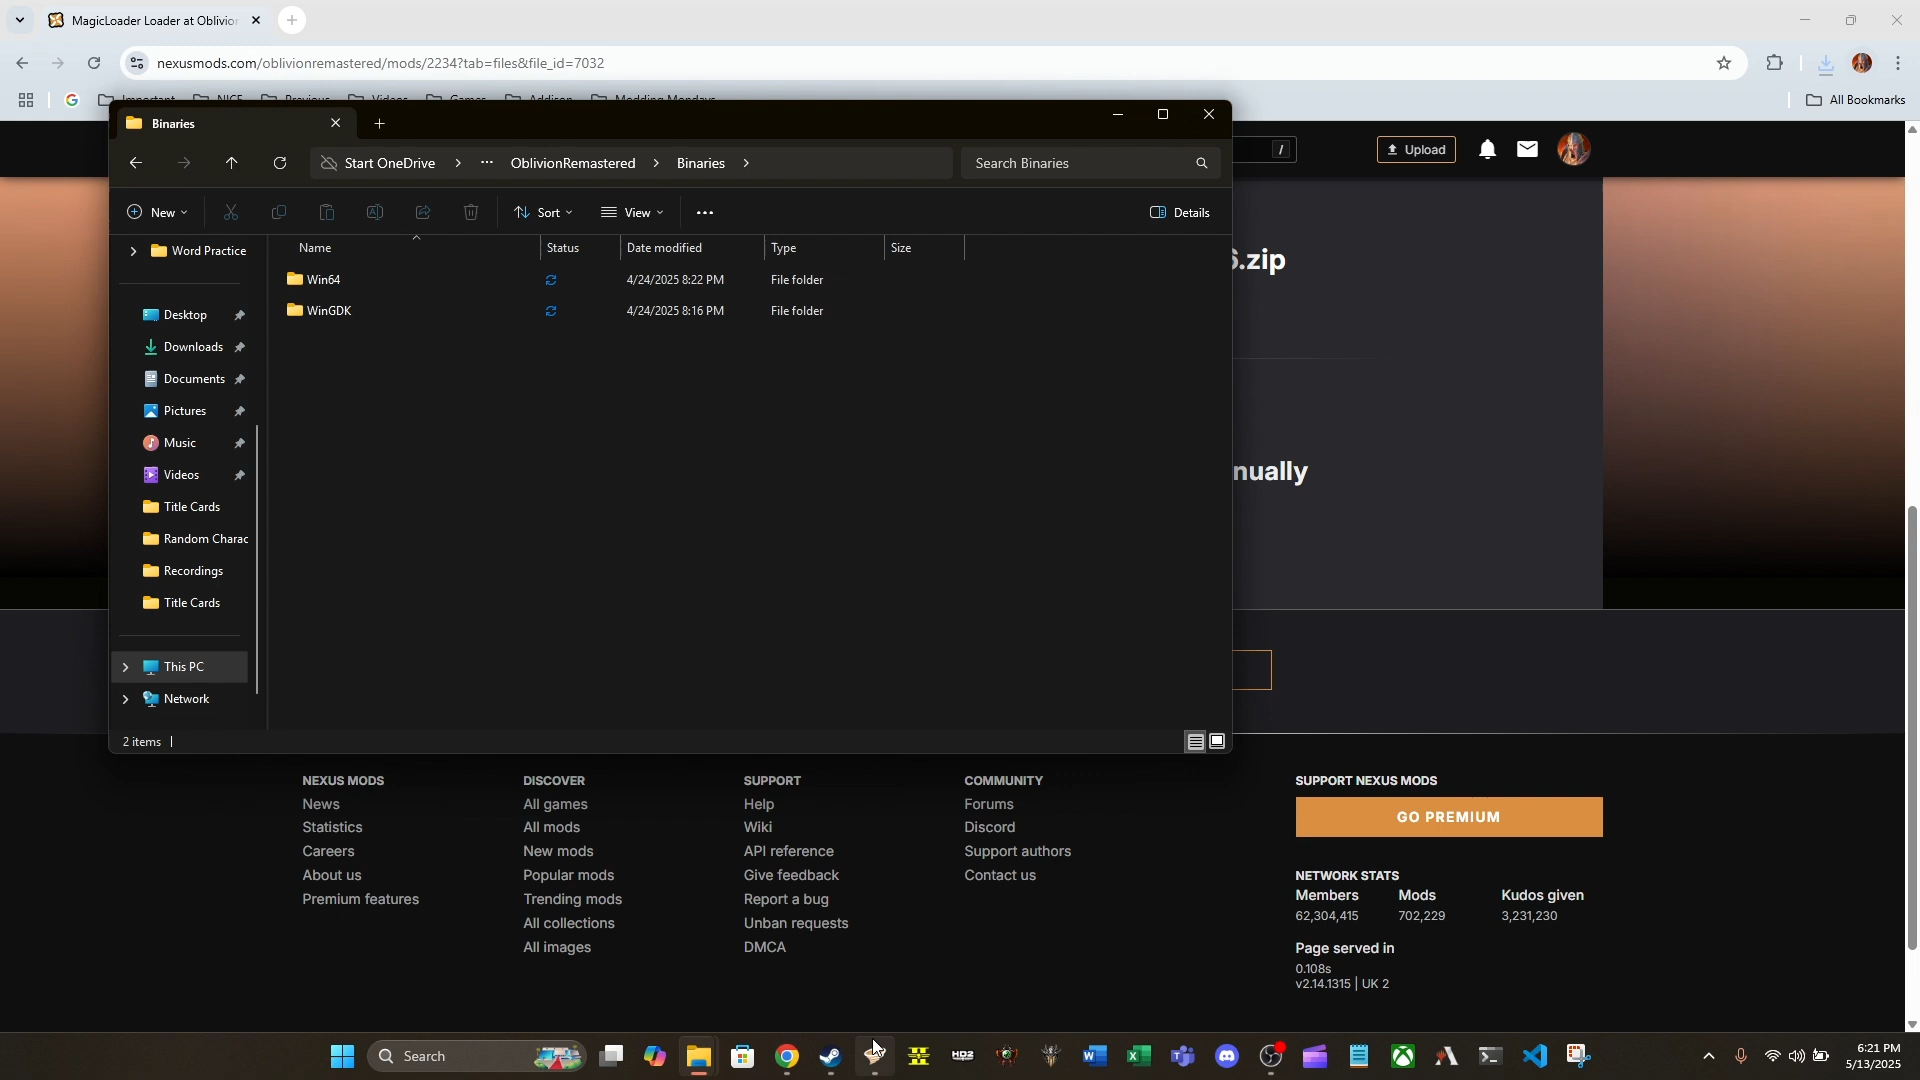 MagicLoader Loader at Oblivior
nexusmods.com/oblivionremastered/mods/2234?tab=files&file_id=7032
All Bookmarks
Binaries
Start OneDrive > ... OblivionRemastered > Binaries >
Search Binaries
/
Upload
New
Sort
View
Details
Word Practice
Desktop
Downloads
Documents
Pictures
Music
Videos
Title Cards
Random Charac
Recordings
Title Cards
This PC
Network
Name Status Date modified Type Size
Win64 4/24/2025 8:22 PM File folder
WinGDK 4/24/2025 8:16 PM File folder
2 items
.zip
nually
NEXUS MODS
News
Statistics
Careers
About us
Premium features
DISCOVER
All games
All mods
New mods
Popular mods
Trending mods
All collections
All images
SUPPORT
Help
Wiki
API reference
Give feedback
Report a bug
Unban requests
DMCA
COMMUNITY
Forums
Discord
Support authors
Contact us
SUPPORT NEXUS MODS
GO PREMIUM
NETWORK STATS
Members Mods Kudos given
62,304,415 702,229 3,231,230
Page served in
0.108s
v2.14.1315 | UK 2
Search
HD2
6:21 PM
5/13/2025